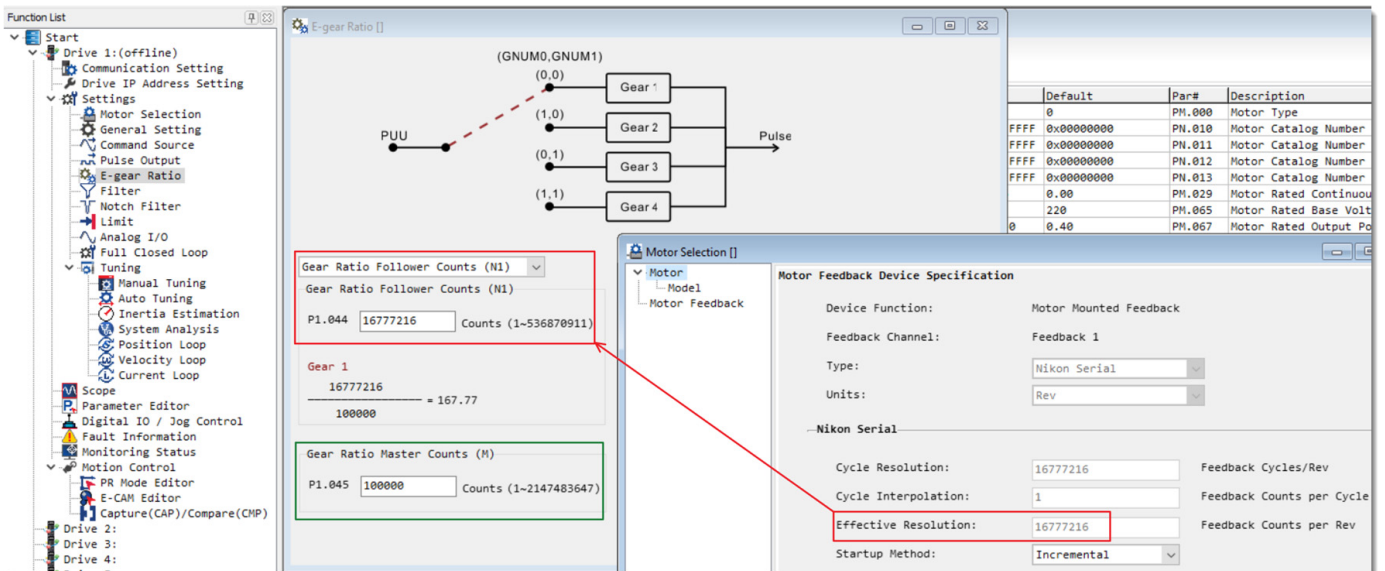 Function List
Start
Drive 1:(offline)
Communication Setting
Drive IP Address Setting
Settings
Motor Selection
General Setting
Command Source
Pulse Output
E-gear Ratio
Filter
Notch Filter
Limit
Analog I/O
Full Closed Loop
Tuning
Manual Tuning
Auto Tuning
Inertia Estimation
System Analysis
Position Loop
Velocity Loop
Current Loop
Scope
Parameter Editor
Digital IO / Jog Control
Fault Information
Monitoring Status
Motion Control
PR Mode Editor
E-CAM Editor
Capture(CAP)/Compare(CMP)
Drive 2:
Drive 3:
Drive 4:
E-gear Ratio []
(GNUM0,GNUM1)
(0,0)
Gear 1
(1,0)
Gear 2
PUU
Pulse
(0,1)
Gear 3
(1,1)
Gear 4
Gear Ratio Follower Counts (N1)
Gear Ratio Follower Counts (N1)
P1.044 16777216 Counts (1~536870911)
Gear 1
16777216
= 167.77
100000
Gear Ratio Master Counts (M)
P1.045 100000 Counts (1~2147483647)
Default Par# Description
0 PM.000 Motor Type
FFFF 0x00000000 PN.010 Motor Catalog Number
FFFF 0x00000000 PN.011 Motor Catalog Number
FFFF 0x00000000 PN.012 Motor Catalog Number
FFFF 0x00000000 PN.013 Motor Catalog Number
0.00 PM.029 Motor Rated Continuou
220 PM.065 Motor Rated Base Volt
0 0.40 PM.067 Motor Rated Output Po
Motor Selection []
Motor
Model
Motor Feedback
Motor Feedback Device Specification
Device Function: Motor Mounted Feedback
Feedback Channel: Feedback 1
Type: Nikon Serial
Units: Rev
Nikon Serial
Cycle Resolution: 16777216 Feedback Cycles/Rev
Cycle Interpolation: 1 Feedback Counts per Cycle
Effective Resolution: 16777216 Feedback Counts per Rev
Startup Method: Incremental